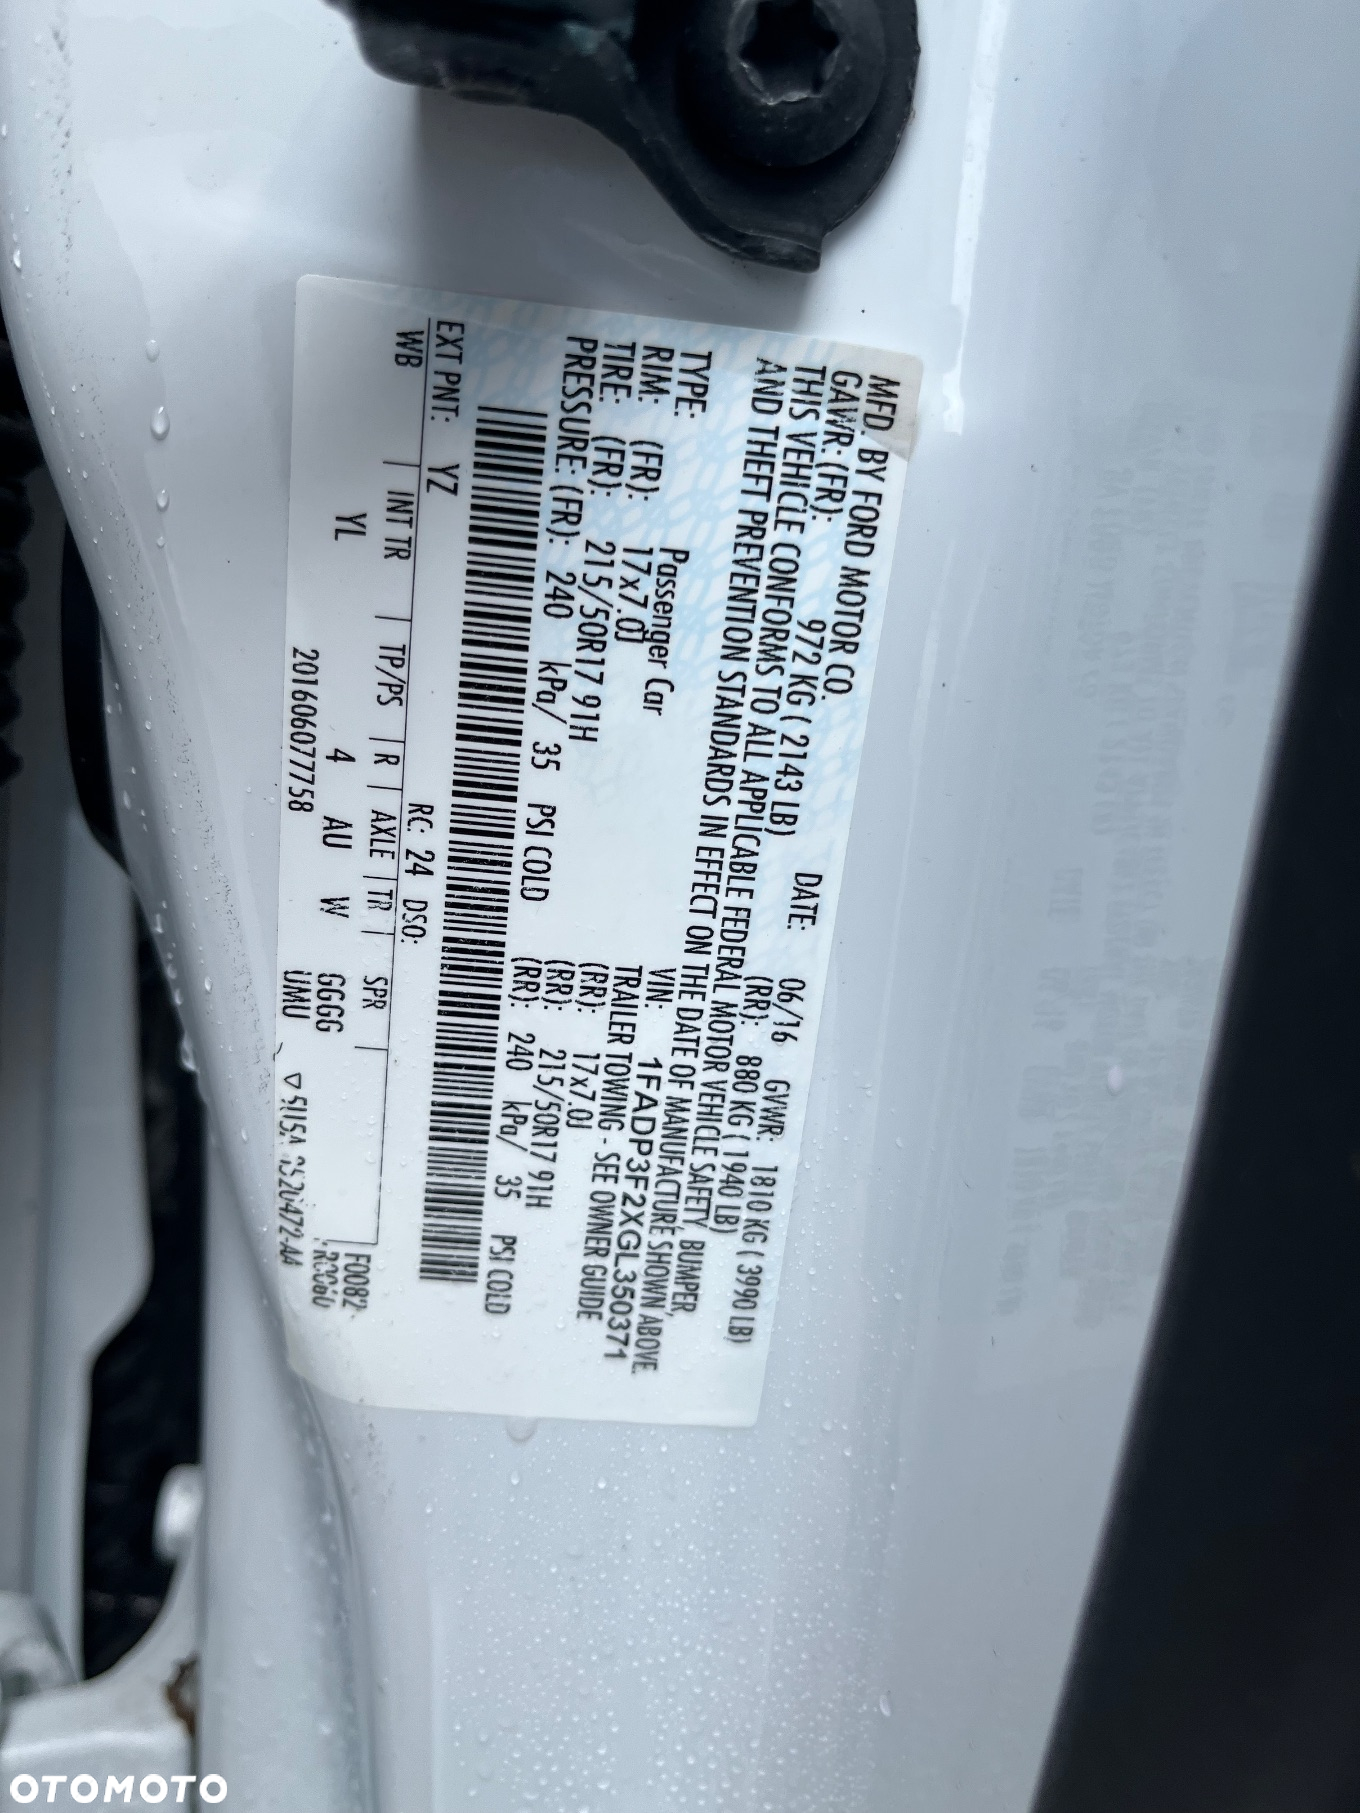 MFD. BY FORD MOTOR CO.
DATE: 06/16 GVWR: 1810 KG ( 3990 LB)
GAWR: (FR): 972 KG ( 2143 LB) (RR): 880 KG ( 1940 LB)
THIS VEHICLE CONFORMS TO ALL APPLICABLE FEDERAL MOTOR VEHICLE SAFETY, BUMPER,
AND THEFT PREVENTION STANDARDS IN EFFECT ON THE DATE OF MANUFACTURE SHOWN ABOVE.
VIN: 1FADP3F2XGL350371
TYPE: Passenger Car TRAILER TOWING - SEE OWNER GUIDE
RIM: (FR): 17x7.0J (RR): 17x7.0J
TIRE: (FR): 215/50R17 91H (RR): 215/50R17 91H
PRESSURE: (FR): 240 kPa/ 35 PSI COLD (RR): 240 kPa/ 35 PSI COLD
EXT PNT: YZ RC: 24 DSO:
WB | INT TR | TP/PS | R | AXLE | TR | SPR | F0082
YL 4 AU W GGGG
201606077758 UMU
OTOMOTO